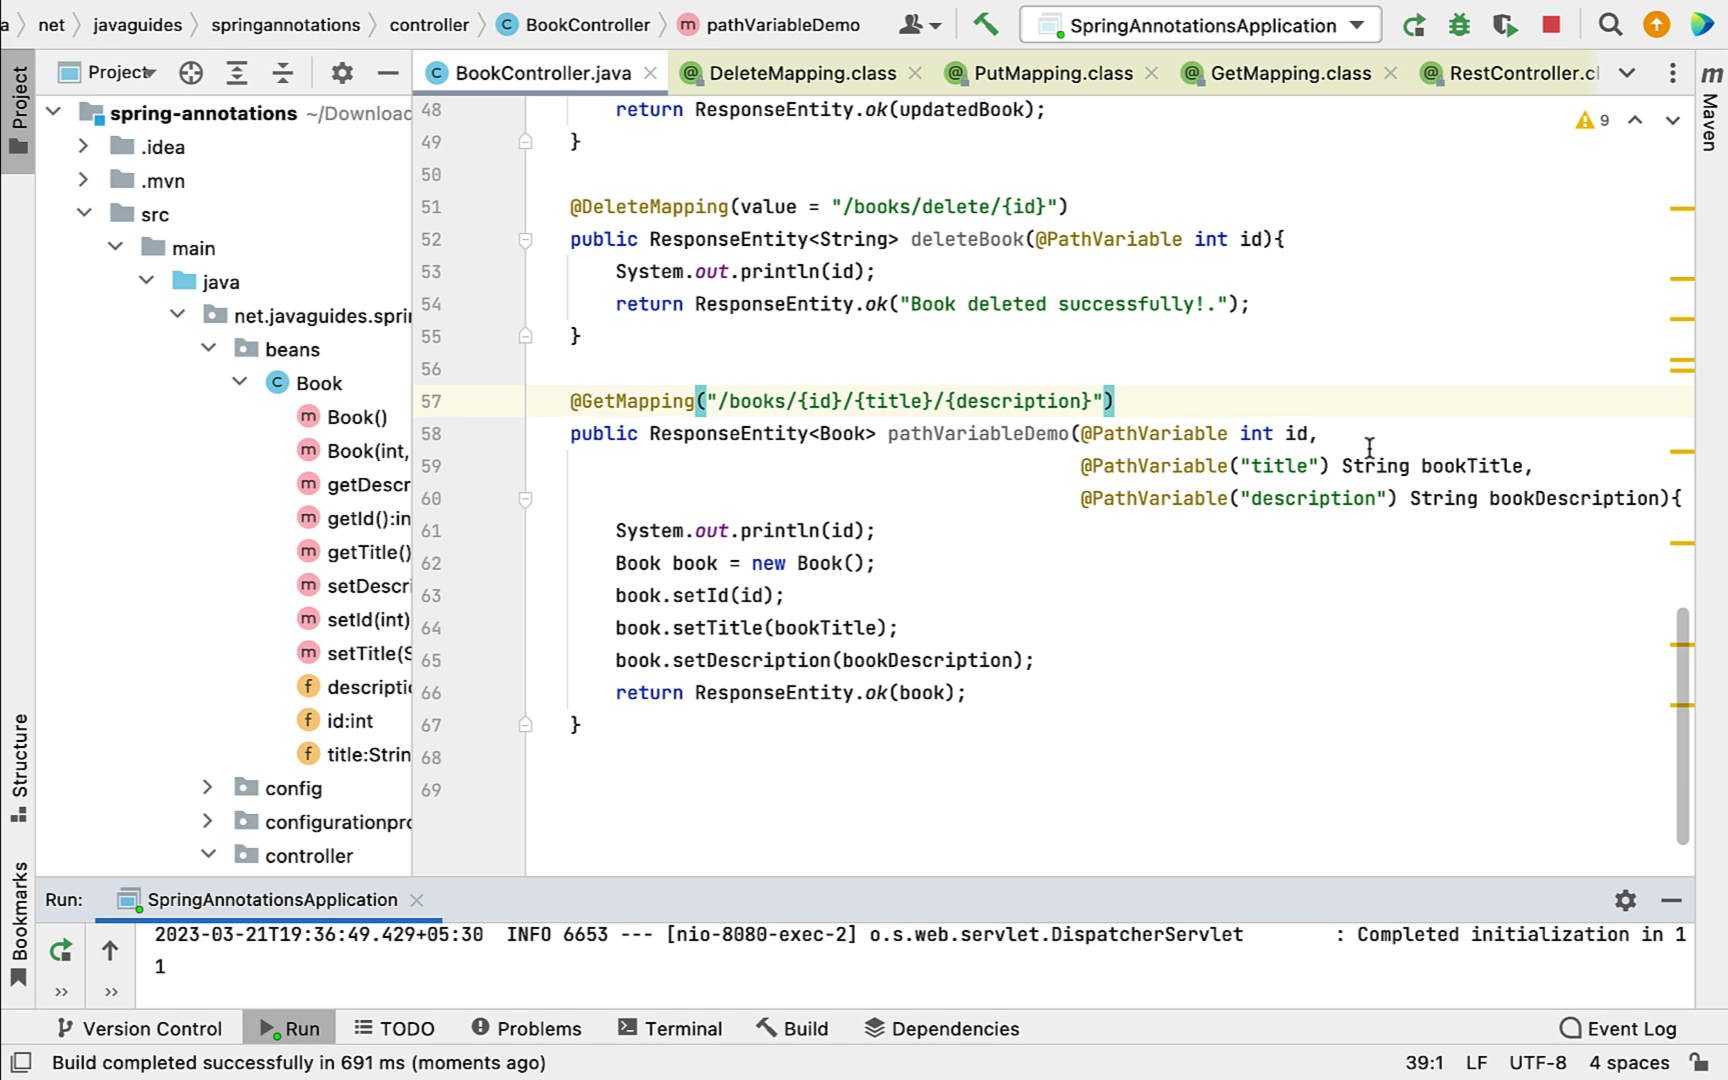 a net javaguides springannotations controller BookController pathVariableDemo SpringAnnotationsApplication
Project BookController.java DeleteMapping.class PutMapping.class GetMapping.class RestController.cl
m Maven
Project
Structure
Bookmarks
spring-annotations ~/Downloac
.idea
.mvn
src
main
java
net.javaguides.sprin
beans
Book
Book()
Book(int,
getDescr
getId():in
getTitle()
setDescri
setId(int)
setTitle(S
descriptic
id:int
title:Strin
config
configurationpro
controller
9
48 return ResponseEntity.ok(updatedBook);
49 }
50
51 @DeleteMapping(value = "/books/delete/{id}")
52 public ResponseEntity<String> deleteBook(@PathVariable int id){
53 System.out.println(id);
54 return ResponseEntity.ok("Book deleted successfully!.");
55 }
56
57 @GetMapping("/books/{id}/{title}/{description}")
58 public ResponseEntity<Book> pathVariableDemo(@PathVariable int id,
59 @PathVariable("title") String bookTitle,
60 @PathVariable("description") String bookDescription){
61 System.out.println(id);
62 Book book = new Book();
63 book.setId(id);
64 book.setTitle(bookTitle);
65 book.setDescription(bookDescription);
66 return ResponseEntity.ok(book);
67 }
68
69
Run: SpringAnnotationsApplication
2023-03-21T19:36:49.429+05:30 INFO 6653 --- [nio-8080-exec-2] o.s.web.servlet.DispatcherServlet : Completed initialization in 1
1
Version Control Run TODO Problems Terminal Build Dependencies Event Log
Build completed successfully in 691 ms (moments ago) 39:1 LF UTF-8 4 spaces